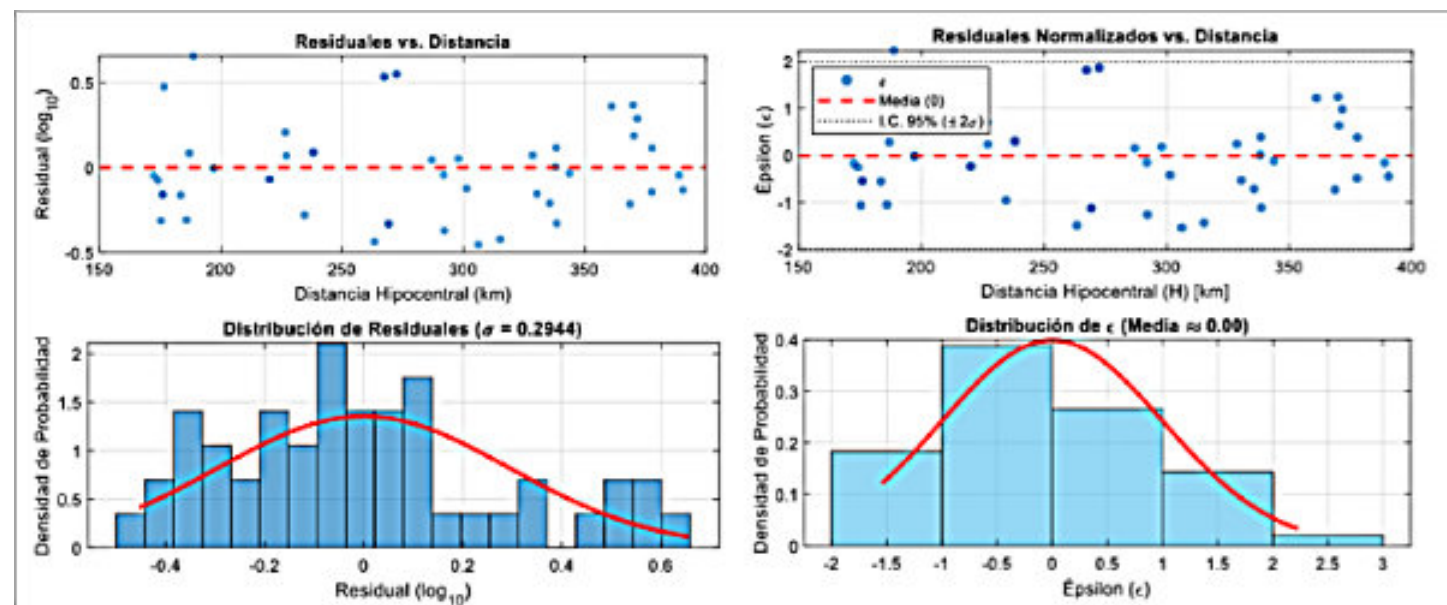 Residuales vs. Distancia
Residual (log10)
0.5
0
-0.5
150 200 250 300 350 400
Distancia Hipocentral (km)
Residuales Normalizados vs. Distancia
Épsilon (ϵ)
2
1
0
-1
-2
ϵ
Media (0)
I.C. 95% (±2σ)
150 200 250 300 350 400
Distancia Hipocentral (H) [km]
Distribución de Residuales (σ = 0.2944)
Densidad de Probabilidad
2
1.5
1
0.5
0
-0.4 -0.2 0 0.2 0.4 0.6
Residual (log10)
Distribución de ϵ (Media ≈ 0.00)
Densidad de Probabilidad
0.4
0.3
0.2
0.1
0
-2 -1.5 -1 -0.5 0 0.5 1 1.5 2 2.5 3
Épsilon (ϵ)